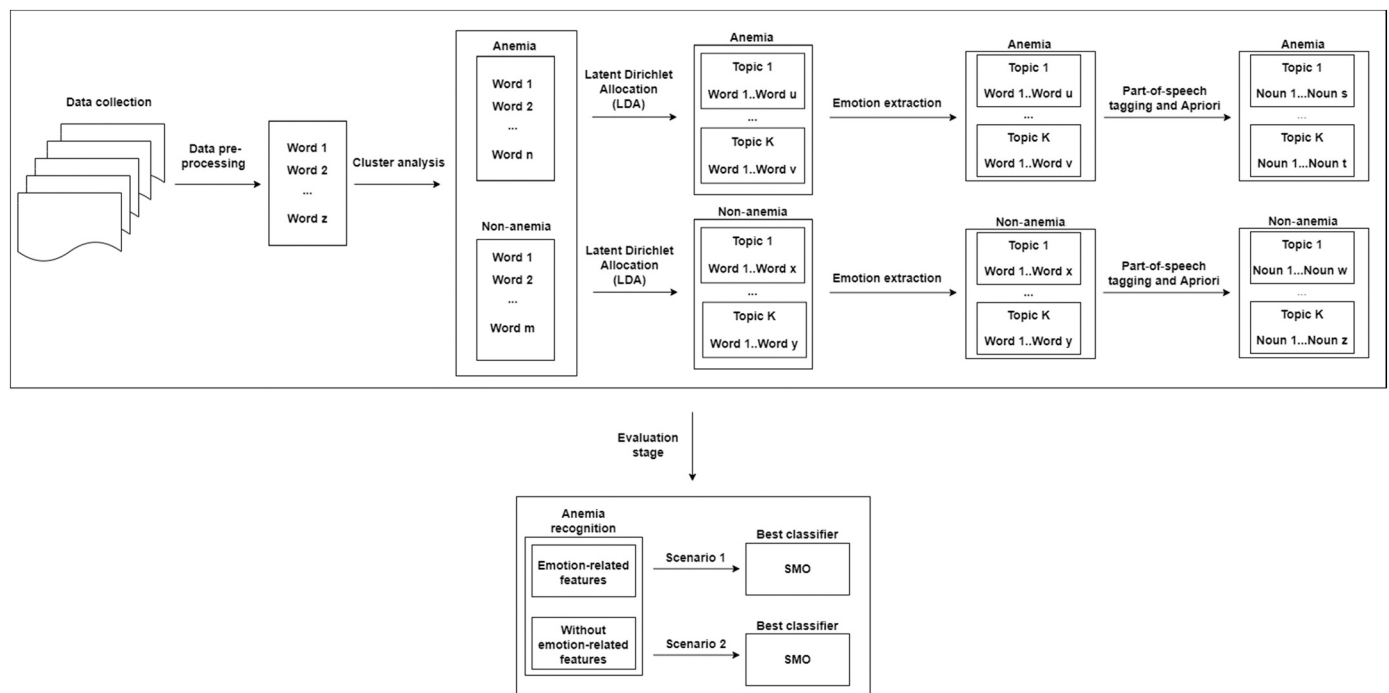 Data collection
Data pre-
processing
Word 1
Word 2
...
Word z
Cluster analysis
Anemia
Word 1
Word 2
...
Word n
Non-anemia
Word 1
Word 2
...
Word m
Latent Dirichlet
Allocation
(LDA)
Latent Dirichlet
Allocation
(LDA)
Anemia
Topic 1
Word 1..Word u
...
Topic K
Word 1..Word v
Non-anemia
Topic 1
Word 1..Word x
...
Topic K
Word 1..Word y
Emotion extraction
Emotion extraction
Anemia
Topic 1
Word 1..Word u
...
Topic K
Word 1..Word v
Non-anemia
Topic 1
Word 1..Word x
...
Topic K
Word 1..Word y
Part-of-speech
tagging and Apriori
Part-of-speech
tagging and Apriori
Anemia
Topic 1
Noun 1...Noun s
...
Topic K
Noun 1...Noun t
Non-anemia
Topic 1
Noun 1...Noun w
...
Topic K
Noun 1...Noun z
Evaluation
stage
Anemia
recognition
Emotion-related
features
Scenario 1
Best classifier
SMO
Without
emotion-related
features
Scenario 2
Best classifier
SMO